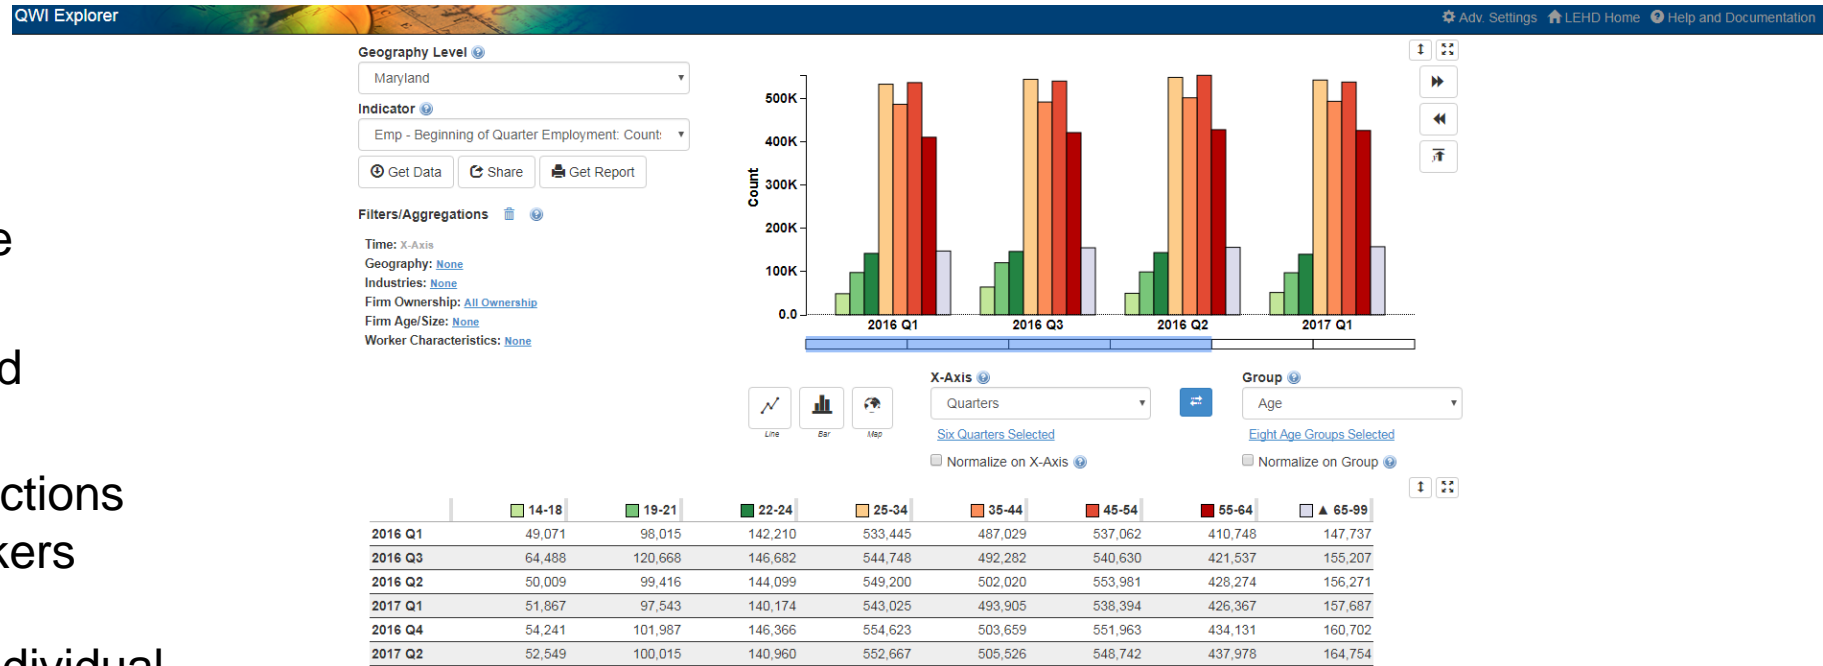 QWI Explorer
Adv. Settings LEHD Home Help and Documentation
Geography Level
Maryland
Indicator
Emp - Beginning of Quarter Employment: Counts
Get Data Share Get Report
Filters/Aggregations
Time: X-Axis
Geography: None
Industries: None
Firm Ownership: All Ownership
Firm Age/Size: None
Worker Characteristics: None
e
d
ctions
kers
dividual
Count
500K
400K
300K
200K
100K
0.0
2016 Q1 2016 Q3 2016 Q2 2017 Q1
Line Bar Map
X-Axis
Quarters
Six Quarters Selected
Normalize on X-Axis
Group
Age
Eight Age Groups Selected
Normalize on Group
14-18 19-21 22-24 25-34 35-44 45-54 55-64 ▲ 65-99
2016 Q1 49,071 98,015 142,210 533,445 487,029 537,062 410,748 147,737
2016 Q3 64,488 120,668 146,682 544,748 492,282 540,630 421,537 155,207
2016 Q2 50,009 99,416 144,099 549,200 502,020 553,981 428,274 156,271
2017 Q1 51,867 97,543 140,174 543,025 493,905 538,394 426,367 157,687
2016 Q4 54,241 101,987 146,366 554,623 503,659 551,963 434,131 160,702
2017 Q2 52,549 100,015 140,960 552,667 505,526 548,742 437,978 164,754